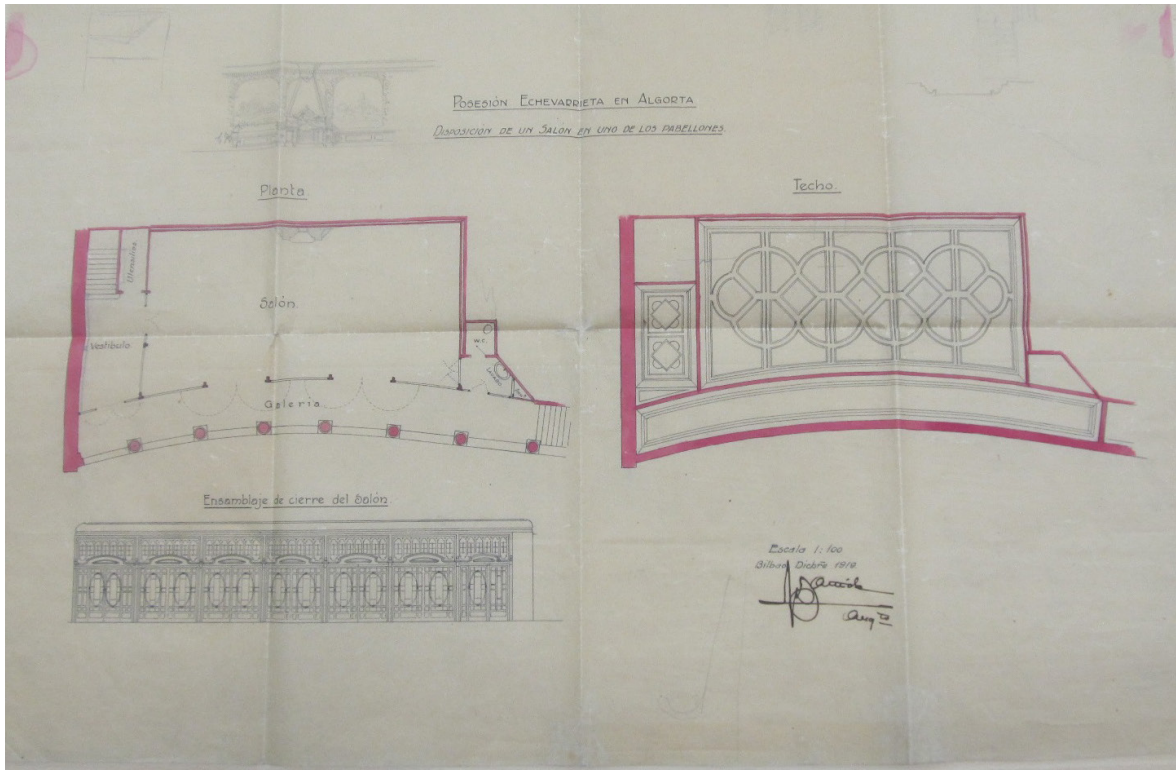 Posesión Echevarrieta en Algorta
Disposición de un Salón en uno de los pabellones.
Planta.
Techo.
Utensilios
Salón.
Vestíbulo
W.C.
Galería.
Ensamblaje de cierre del Salón.
Escala 1:100
Bilbao Dicbre 1910